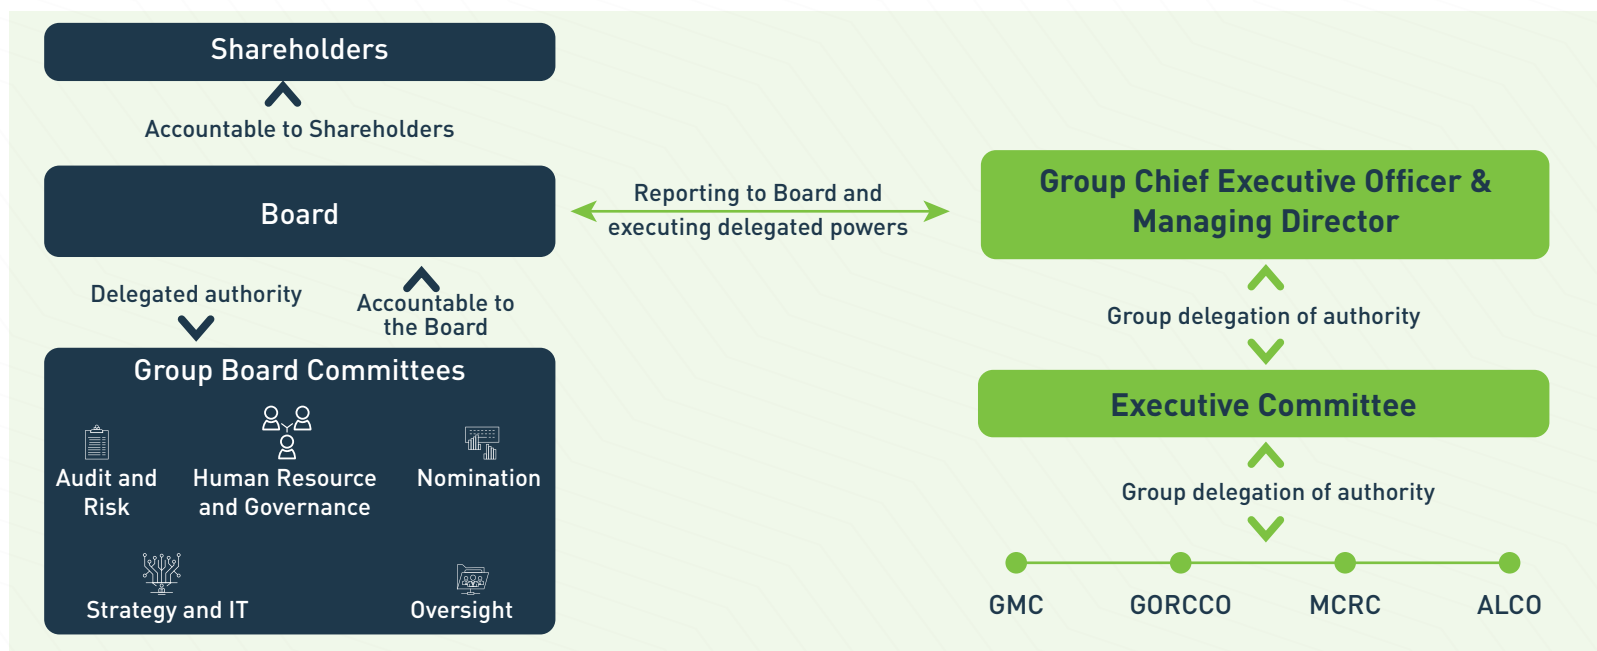 Shareholders
Accountable to Shareholders
Board
Delegated authority
Accountable to
the Board
Group Board Committees
Audit and
Risk
Human Resource
and Governance
Nomination
Strategy and IT
Oversight
Reporting to Board and
executing delegated powers
Group Chief Executive Officer &
Managing Director
Group delegation of authority
Executive Committee
Group delegation of authority
GMC
GORCCO
MCRC
ALCO